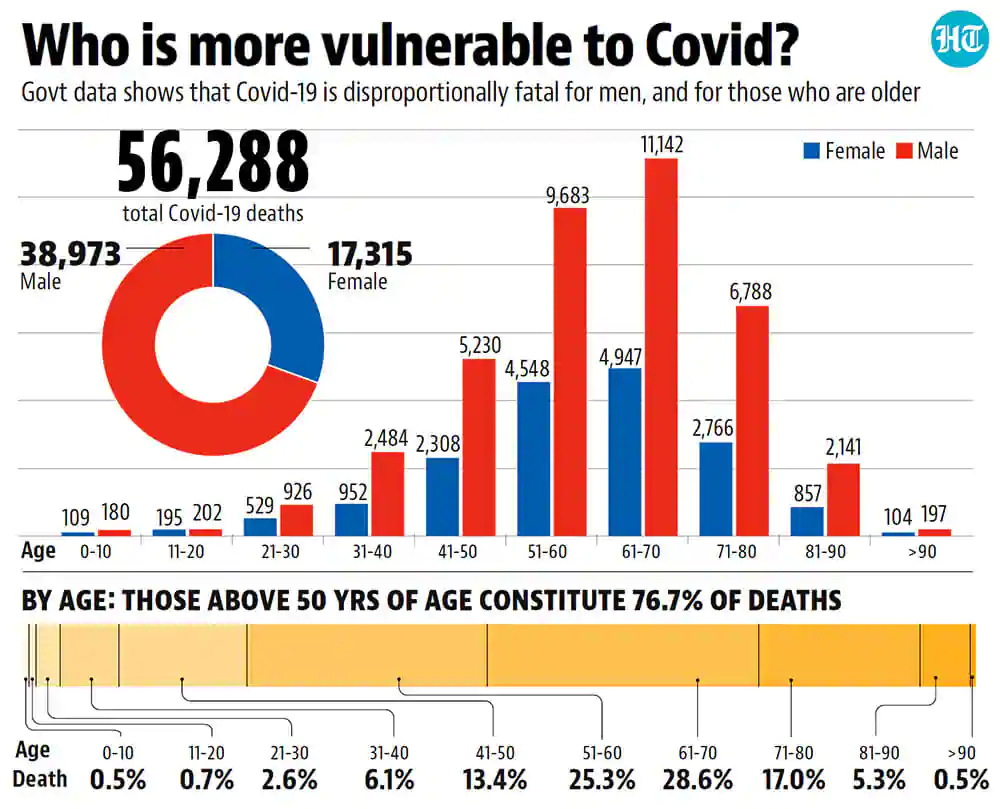 Who is more vulnerable to Covid?
HT
Govt data shows that Covid-19 is disproportionally fatal for men, and for those who are older
56,288
total Covid-19 deaths
38,973
Male
17,315
Female
Female Male
109 180 195 202 529 926 952 2,484 2,308 5,230 4,548 9,683 4,947 11,142 2,766 6,788 857 2,141 104 197
Age 0-10 11-20 21-30 31-40 41-50 51-60 61-70 71-80 81-90 >90
BY AGE: THOSE ABOVE 50 YRS OF AGE CONSTITUTE 76.7% OF DEATHS
Age 0-10 11-20 21-30 31-40 41-50 51-60 61-70 71-80 81-90 >90
Death 0.5% 0.7% 2.6% 6.1% 13.4% 25.3% 28.6% 17.0% 5.3% 0.5%